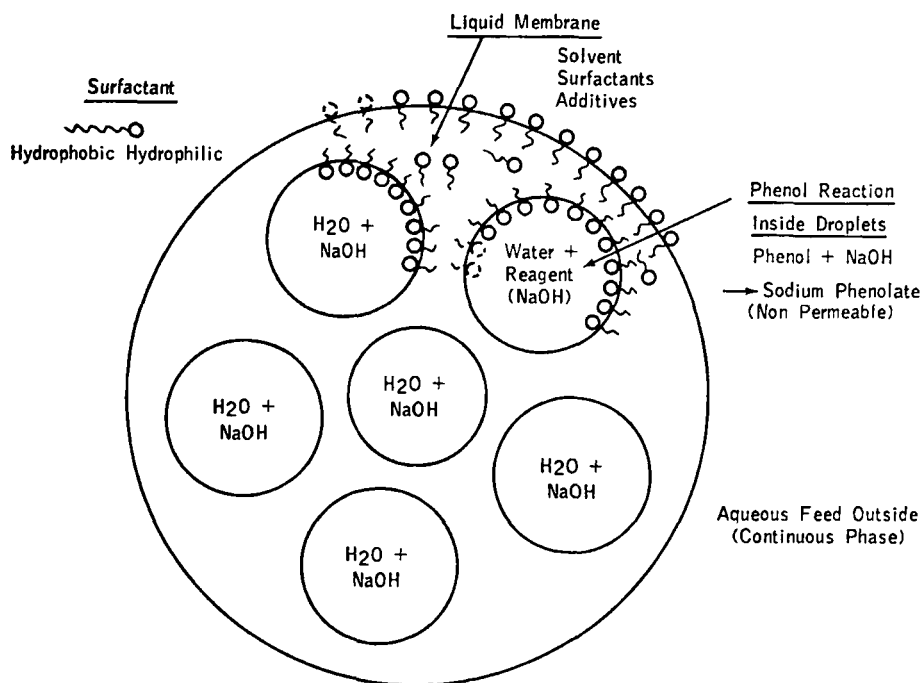 Liquid Membrane
Solvent
Surfactants
Additives
Surfactant
Hydrophobic Hydrophilic
H2O +
NaOH
Water +
Reagent
(NaOH)
Phenol Reaction
Inside Droplets
Phenol + NaOH
→ Sodium Phenolate
(Non Permeable)
H2O +
NaOH
H2O +
NaOH
H2O +
NaOH
H2O +
NaOH
Aqueous Feed Outside
(Continuous Phase)